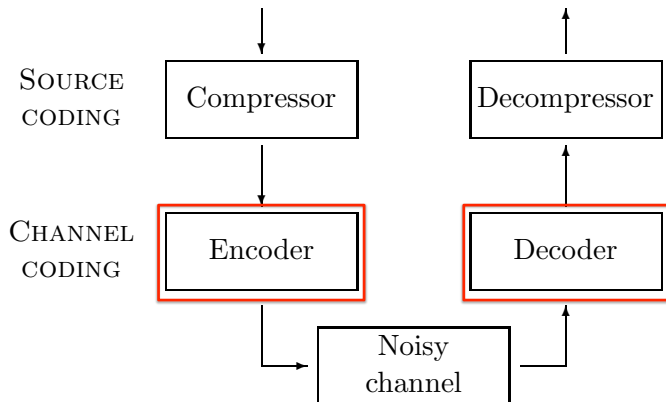 SOURCE
CODING
Compressor
Decompressor
CHANNEL
CODING
Encoder
Decoder
Noisy
channel